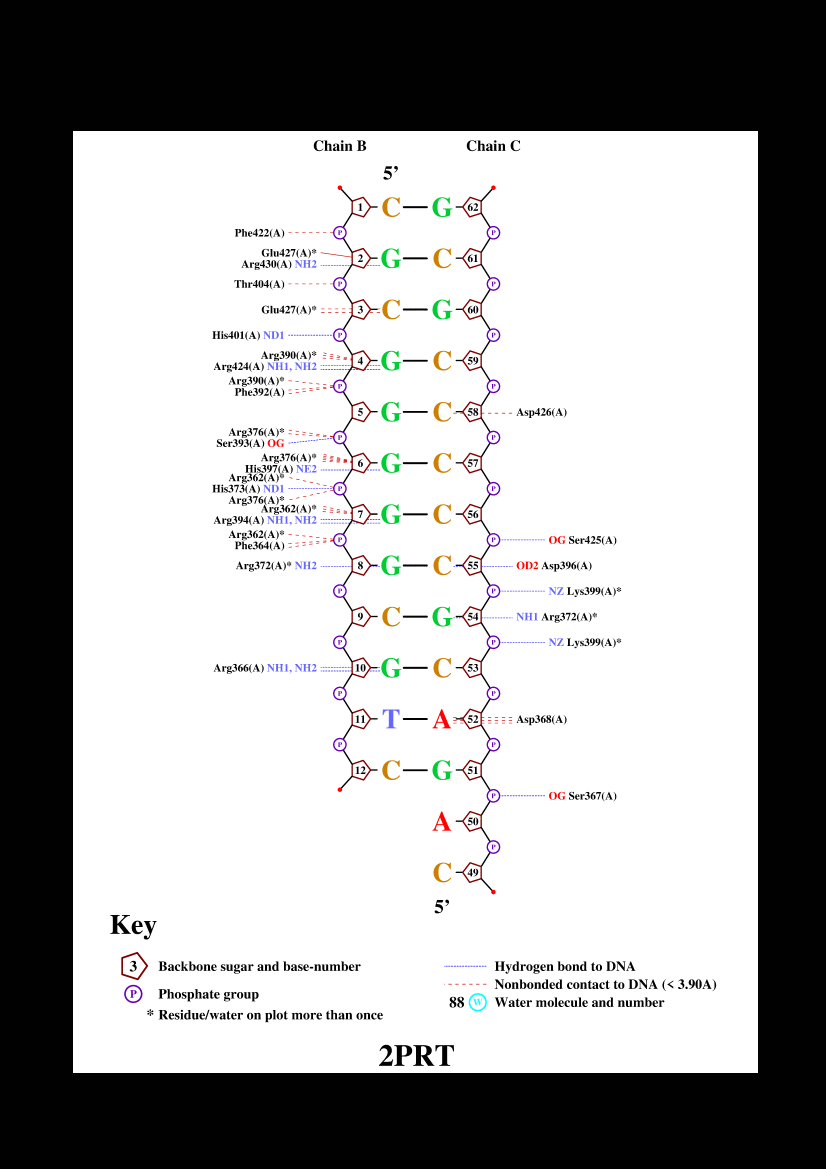 Chain B Chain C
5’
1 C G 62
P P
Phe422(A)
Glu427(A)* 2 G C 61
Arg430(A) NH2
Thr404(A) P P
Glu427(A)* 3 C G 60
His401(A) ND1 P P
Arg390(A)* 4 G C 59
Arg424(A) NH1, NH2
Arg390(A)* P P
Phe392(A)
5 G C 58 Asp426(A)
Arg376(A)* P P
Ser393(A) OG
Arg376(A)* 6 G C 57
His397(A) NE2
Arg362(A)*
His373(A) ND1 P P
Arg376(A)*
Arg362(A)* 7 G C 56
Arg394(A) NH1, NH2
Arg362(A)* P P OG Ser425(A)
Phe364(A)
Arg372(A)* NH2 8 G C 55 OD2 Asp396(A)
P P NZ Lys399(A)*
9 C G 54 NH1 Arg372(A)*
P P NZ Lys399(A)*
Arg366(A) NH1, NH2 10 G C 53
P P
11 T A 52 Asp368(A)
P P
12 C G 51
P OG Ser367(A)
A 50
P
C 49
5’
Key
3 Backbone sugar and base-number
P Phosphate group
* Residue/water on plot more than once
Hydrogen bond to DNA
Nonbonded contact to DNA (< 3.90A)
88 W Water molecule and number
2PRT